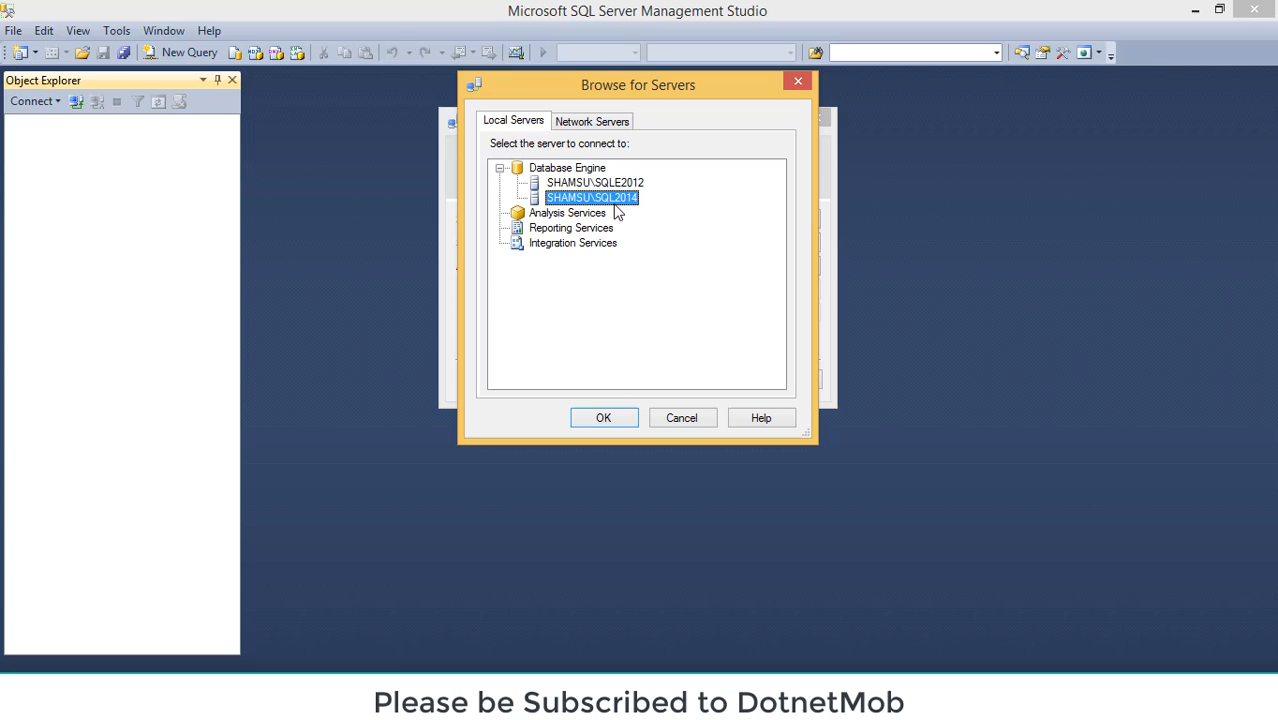 Microsoft SQL Server Management Studio
File Edit View Tools Window Help
New Query
Object Explorer
Connect
Browse for Servers
Local Servers Network Servers
Select the server to connect to:
Database Engine
SHAMSU\SQLE2012
SHAMSU\SQL2014
Analysis Services
Reporting Services
Integration Services
OK Cancel Help
Please be Subscribed to DotnetMob